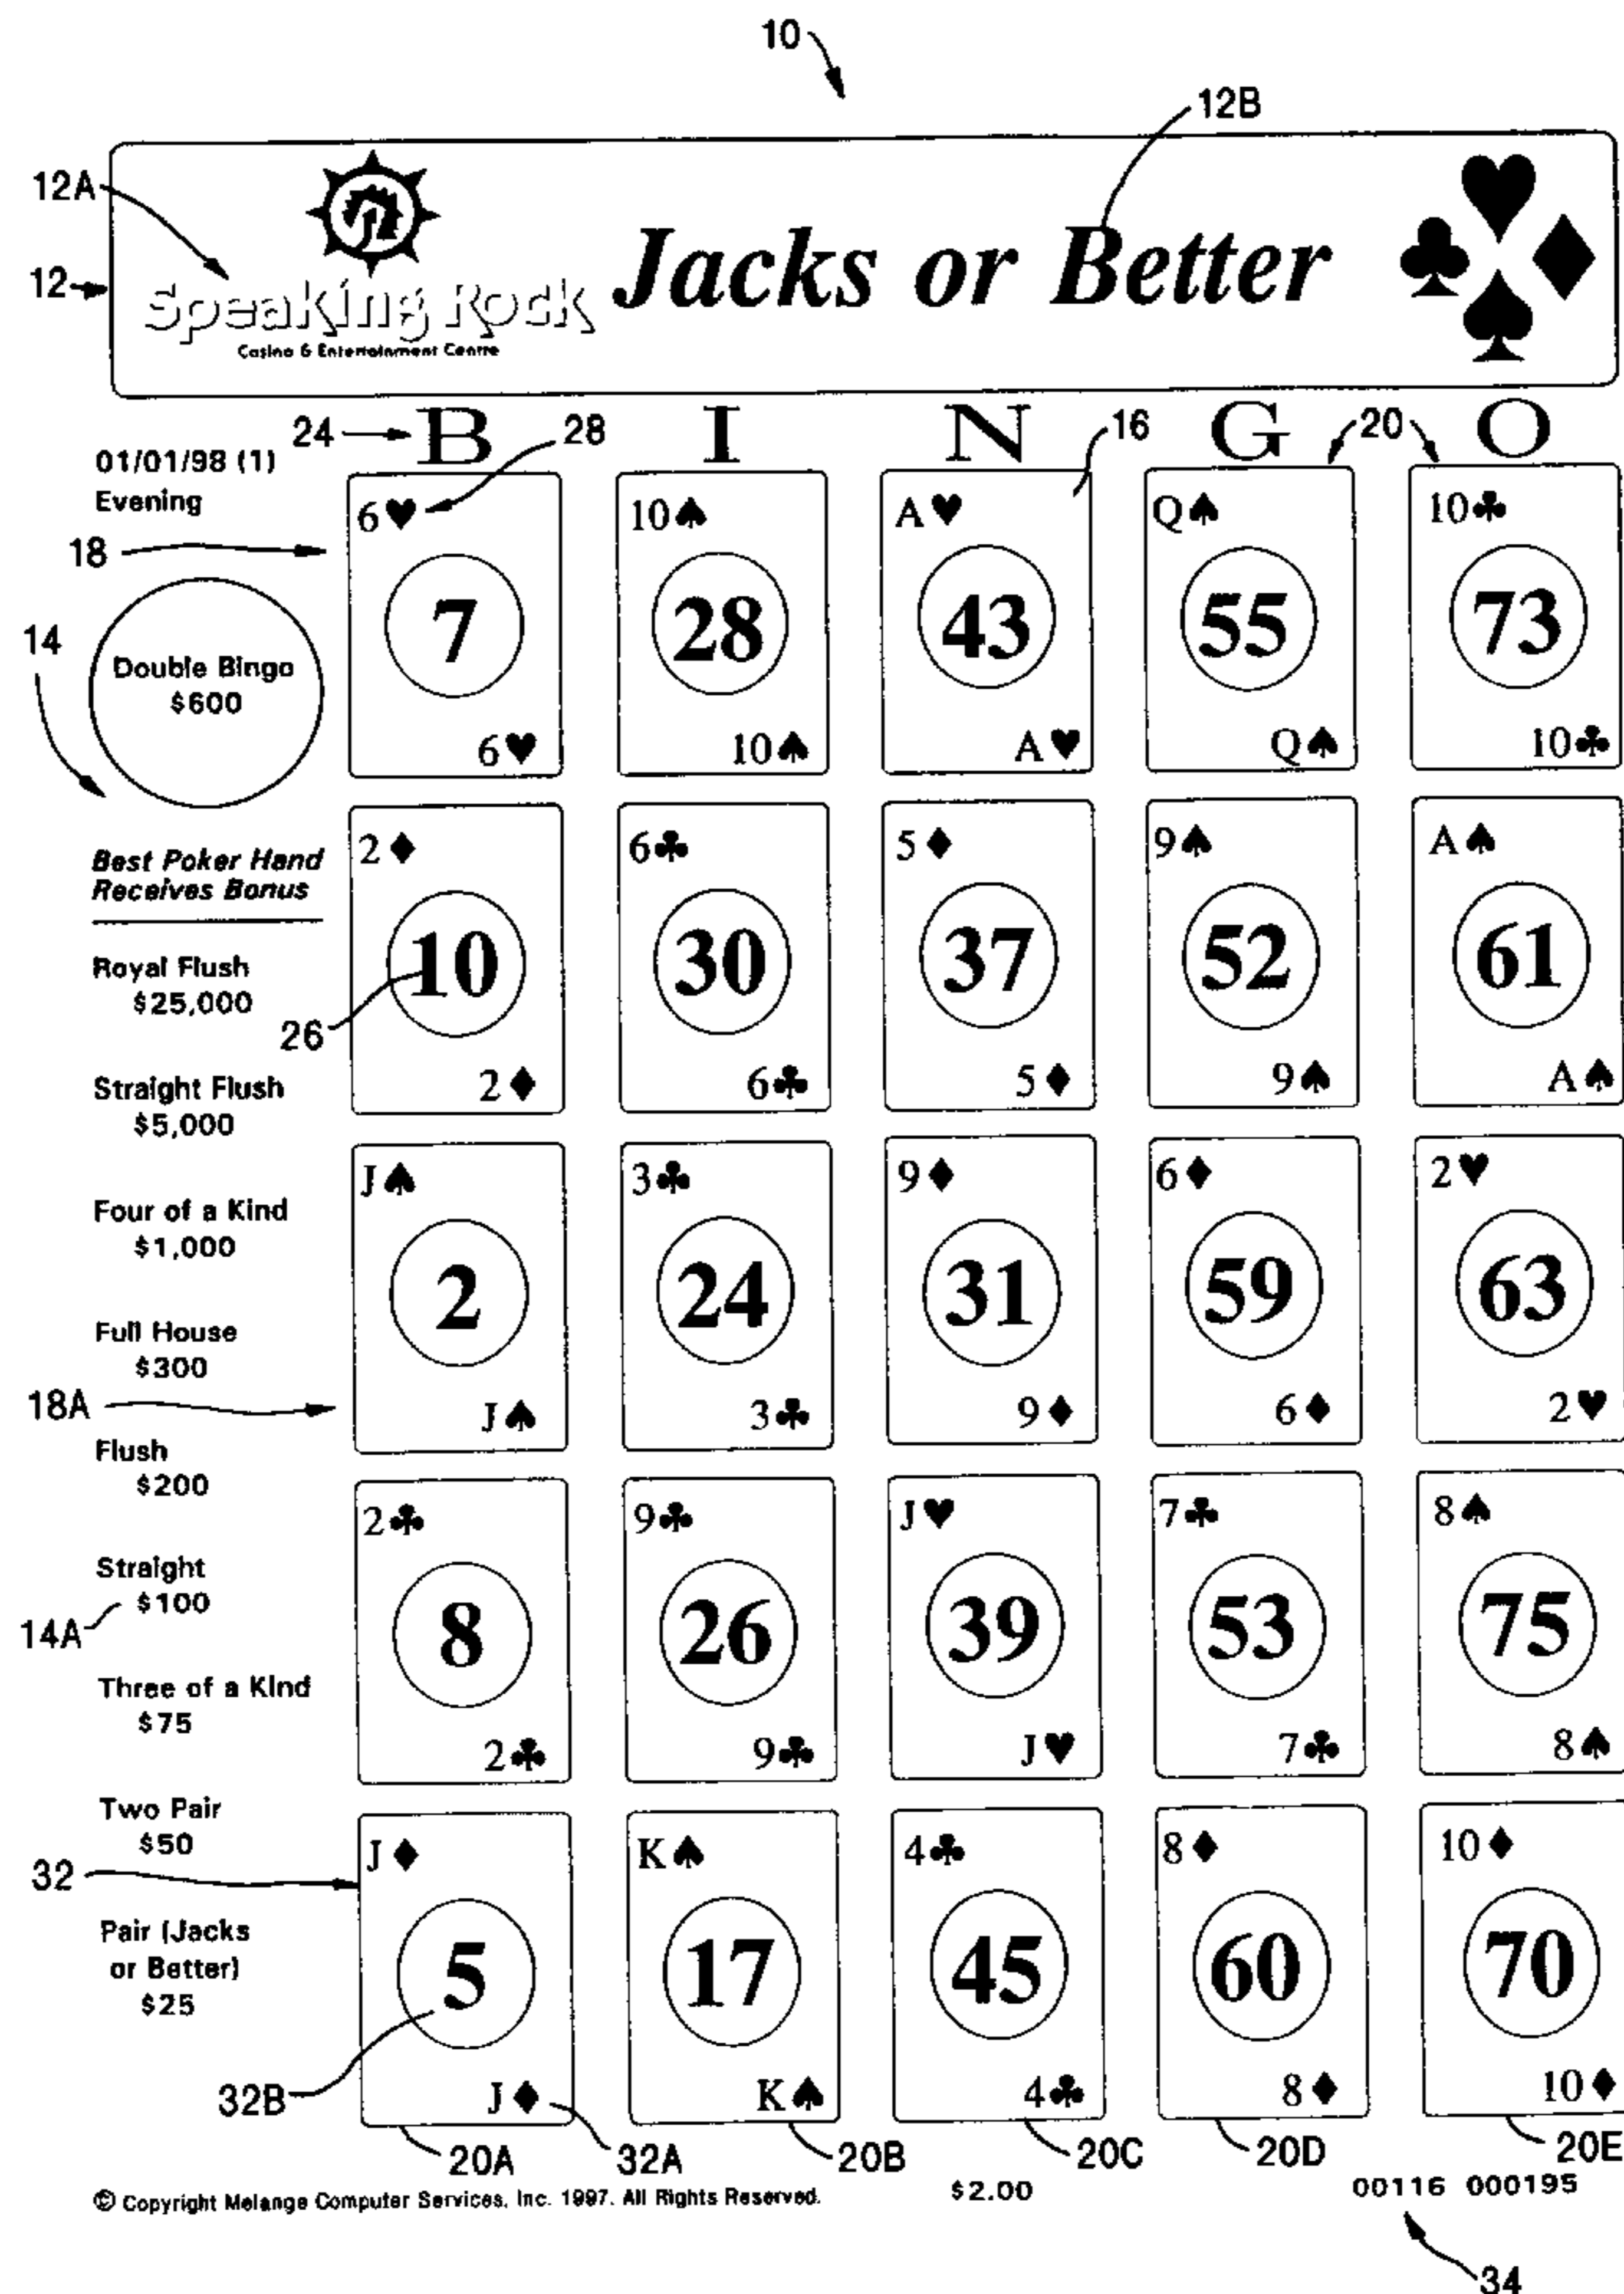 10
12B
12A
12
Speaking Rock
Casino & Entertainment Centre
Jacks or Better
24 B I N G O
28 16 20
01/01/98 (1)
Evening
18
14
Double Bingo
$600
6♥ 10♠ A♥ Q♠ 10♣
7 28 43 55 73
6♥ 10♠ A♥ Q♠ 10♣
Best Poker Hand
Receives Bonus
Royal Flush
$25,000
26
Straight Flush
$5,000
2♦ 6♣ 5♦ 9♠ A♠
10 30 37 52 61
2♦ 6♣ 5♦ 9♠ A♠
Four of a Kind
$1,000
Full House
$300
18A
J♠ 3♣ 9♦ 6♦ 2♥
2 24 31 59 63
J♠ 3♣ 9♦ 6♦ 2♥
Flush
$200
Straight
$100
14A
Three of a Kind
$75
2♣ 9♣ J♥ 7♣ 8♠
8 26 39 53 75
2♣ 9♣ J♥ 7♣ 8♠
Two Pair
$50
32
Pair (Jacks
or Better)
$25
J♦ K♠ 4♣ 8♦ 10♦
5 17 45 60 70
32B
J♦ K♠ 4♣ 8♦ 10♦
20A 32A 20B 20C 20D 20E
© Copyright Melange Computer Services, Inc. 1997. All Rights Reserved. $2.00 00116 000195
34